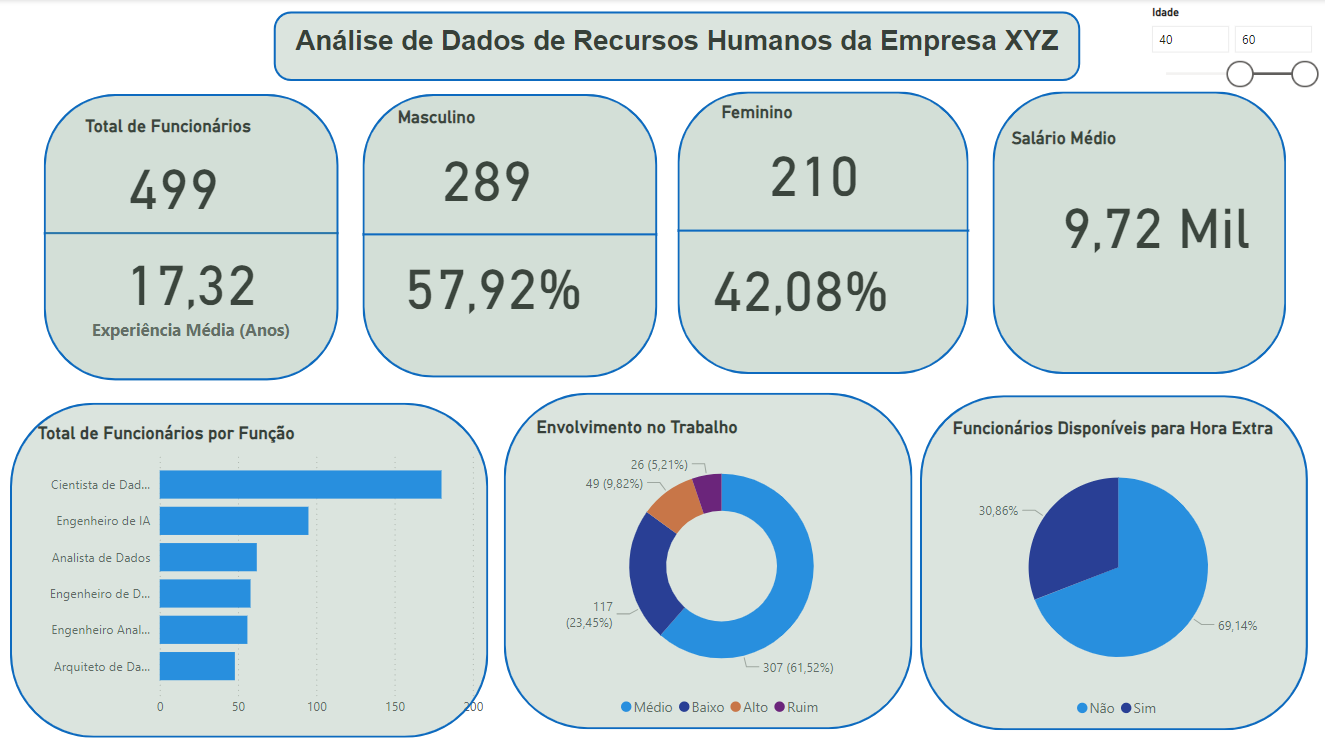 Análise de Dados de Recursos Humanos da Empresa XYZ
Idade
40
60
Total de Funcionários
499
17,32
Experiência Média (Anos)
Masculino
289
57,92%
Feminino
210
42,08%
Salário Médio
9,72 Mil
Total de Funcionários por Função
Cientista de Dad...
Engenheiro de IA
Analista de Dados
Engenheiro de D...
Engenheiro Anal...
Arquiteto de Da...
0
50
100
150
200
Envolvimento no Trabalho
26 (5,21%)
49 (9,82%)
117
(23,45%)
307 (61,52%)
Médio
Baixo
Alto
Ruim
Funcionários Disponíveis para Hora Extra
30,86%
69,14%
Não
Sim